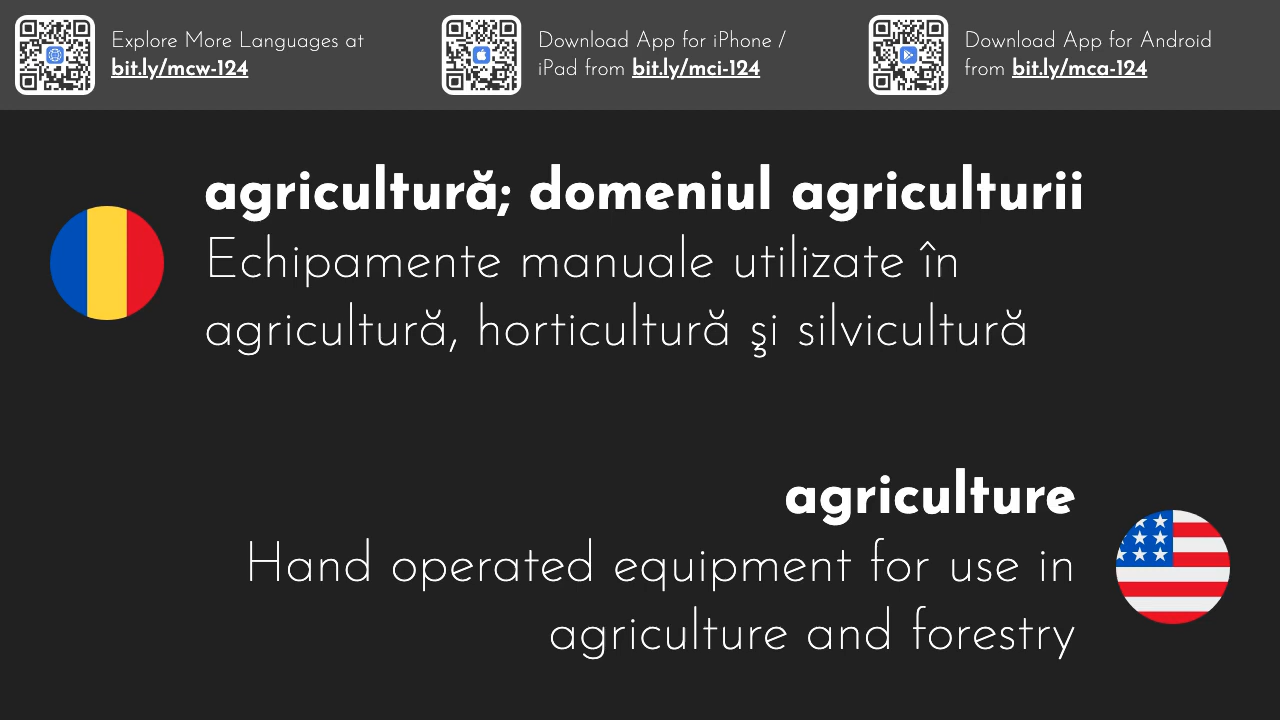 Explore More Languages at
bit.ly/mcw-124
Download App for iPhone /
iPad from bit.ly/mci-124
Download App for Android
from bit.ly/mca-124
agricultură; domeniul agriculturii
Echipamente manuale utilizate în
agricultură, horticultură şi silvicultură
agriculture
Hand operated equipment for use in
agriculture and forestry